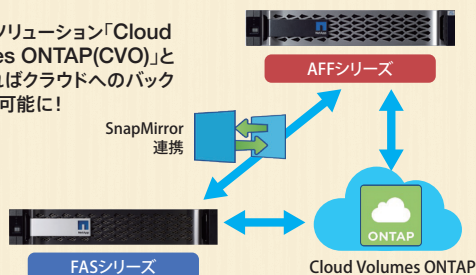 ソリューション「Cloud
es ONTAP(CVO)」と
ればクラウドへのバック
可能に！
AFFシリーズ
SnapMirror
連携
ONTAP
FASシリーズ
Cloud Volumes ONTAP